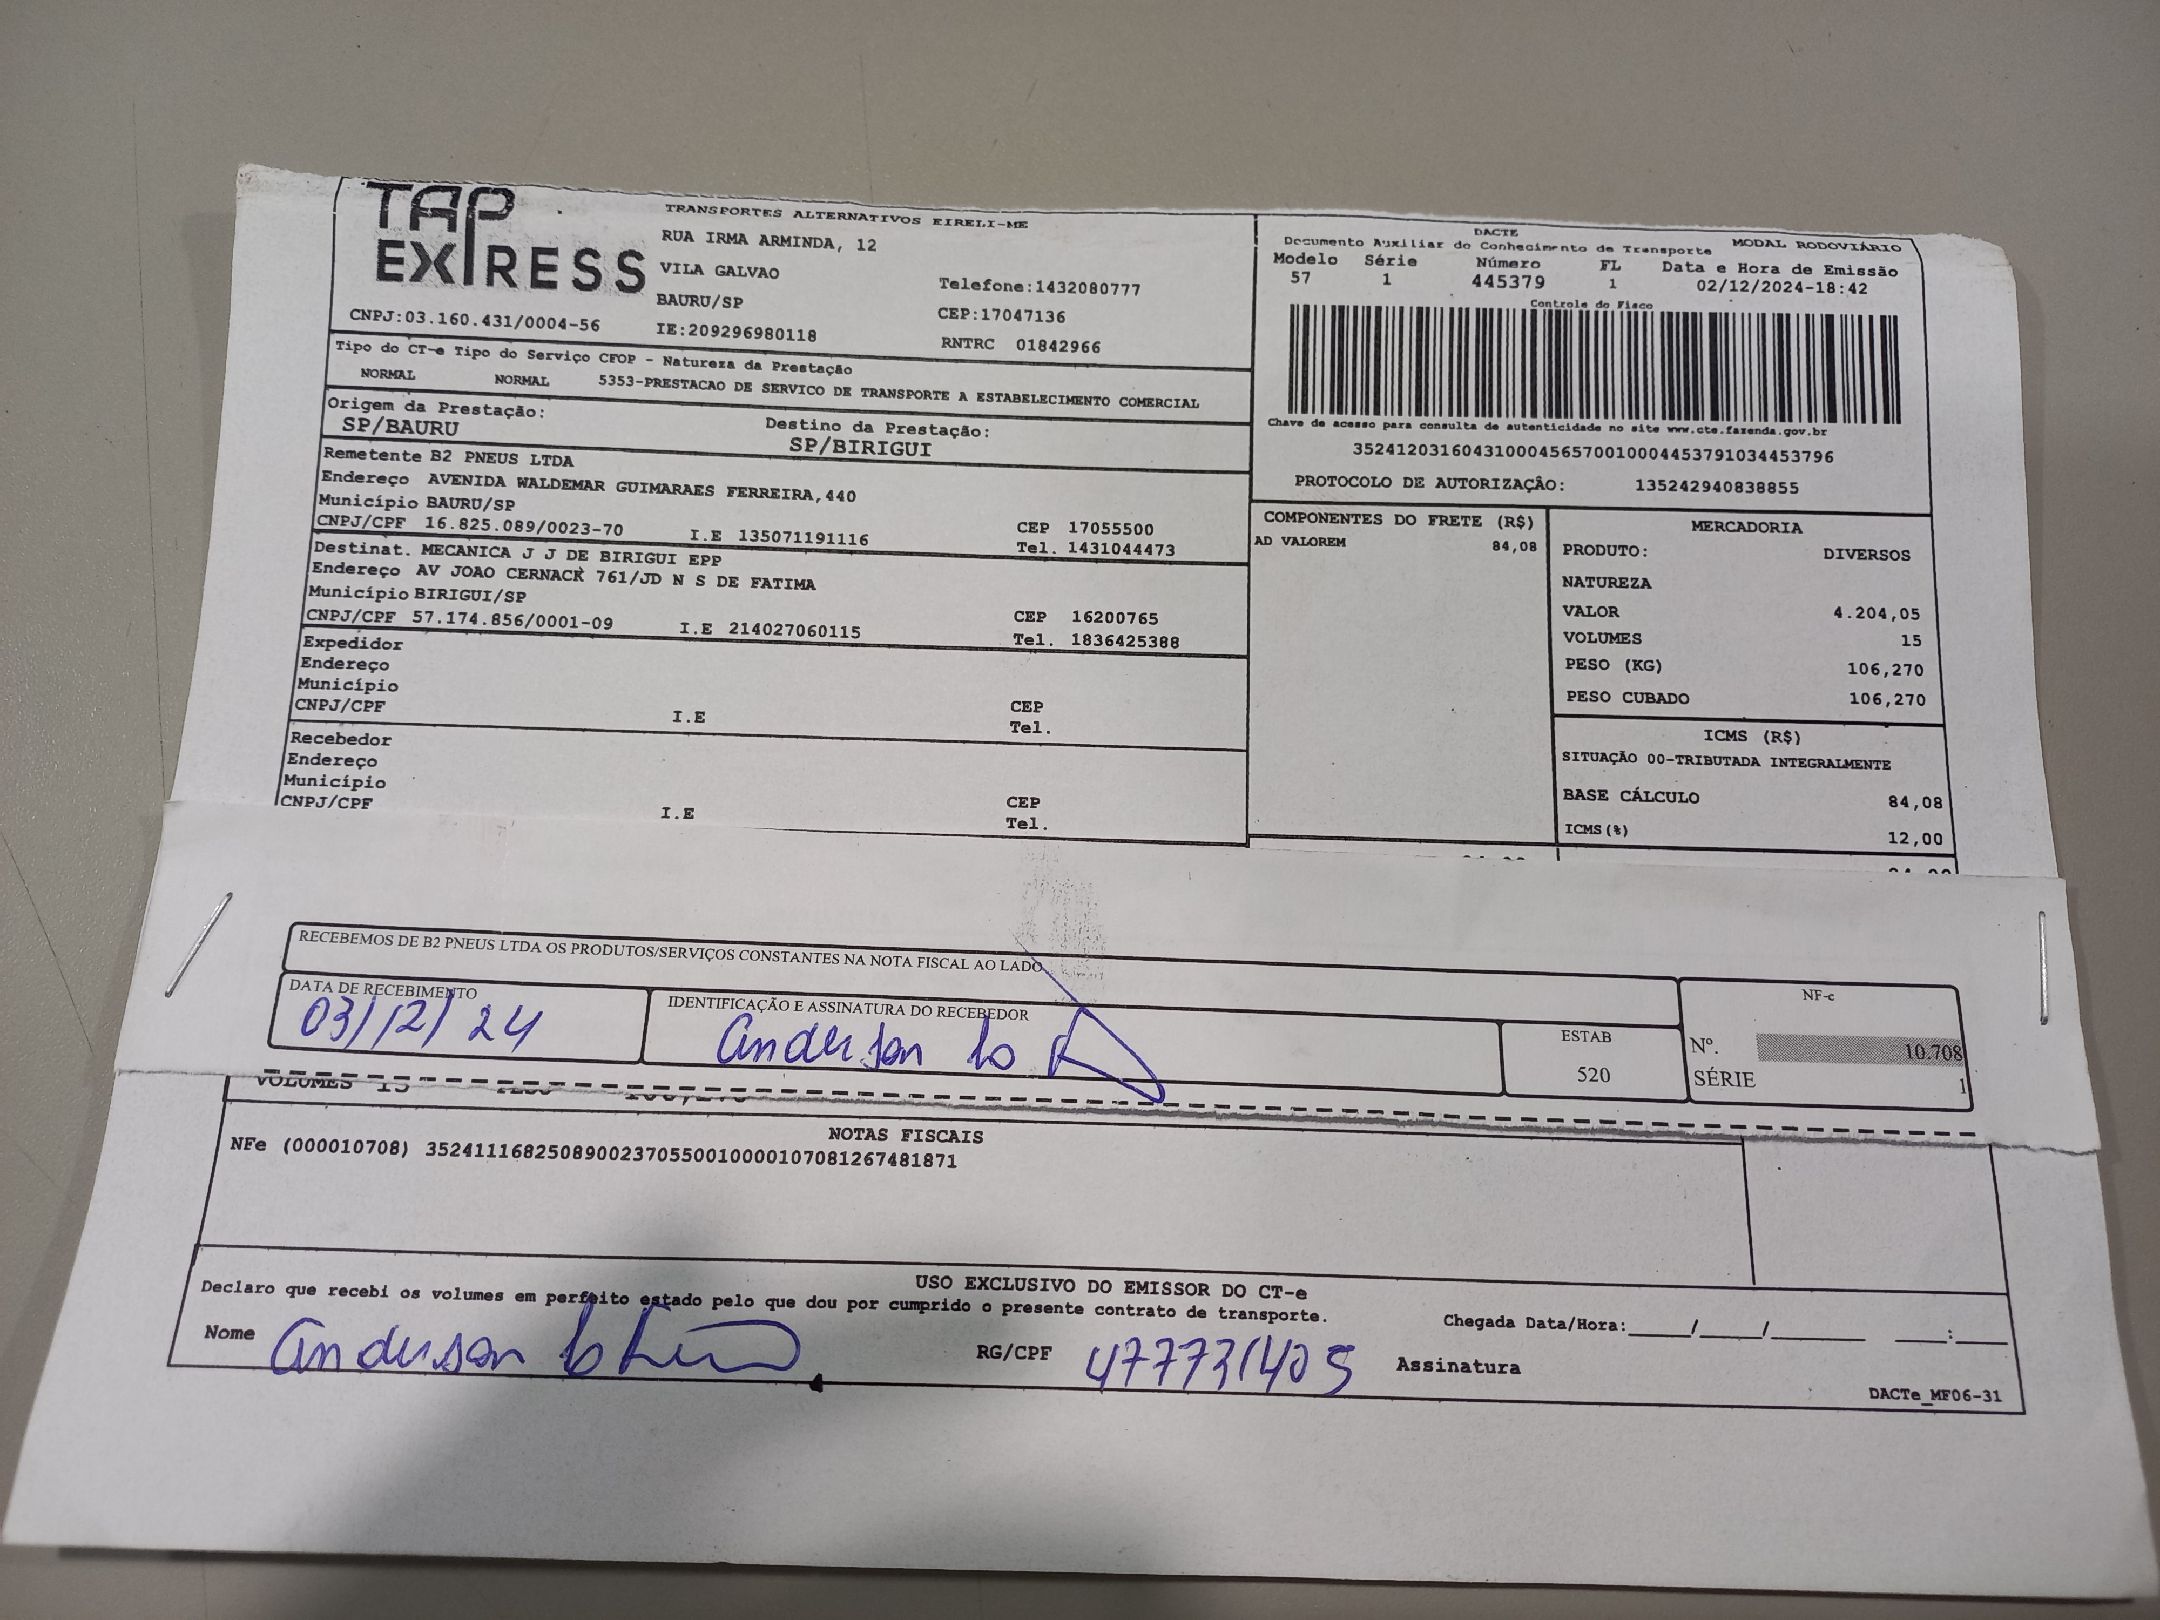 TAP EXPRESS
TRANSPORTES ALTERNATIVOS EIRELI-ME
RUA IRMA ARMINDA, 12
VILA GALVAO
BAURU/SP
Telefone:1432080777
CEP:17047136
CNPJ:03.160.431/0004-56
IE:209296980118
RNTRC 01842966
DACTE
Documento Auxiliar do Conhecimento de Transporte
MODAL RODOVIÁRIO
Modelo Série Número FL Data e Hora de Emissão
57 1 445379 1 02/12/2024-18:42
Controle do Fisco
Chave de acesso para consulta de autenticidade no site www.cte.fazenda.gov.br
35241203160431000456570010004453791034453796
PROTOCOLO DE AUTORIZAÇÃO: 135242940838855
Tipo do CT-e Tipo do Serviço CFOP - Natureza da Prestação
NORMAL NORMAL 5353-PRESTACAO DE SERVICO DE TRANSPORTE A ESTABELECIMENTO COMERCIAL
Origem da Prestação: Destino da Prestação:
SP/BAURU SP/BIRIGUI
Remetente B2 PNEUS LTDA
Endereço AVENIDA WALDEMAR GUIMARAES FERREIRA,440
Município BAURU/SP CEP 17055500
CNPJ/CPF 16.825.089/0023-70 I.E 135071191116 Tel. 1431044473
Destinat. MECANICA J J DE BIRIGUI EPP
Endereço AV JOAO CERNACK 761/JD N S DE FATIMA
Município BIRIGUI/SP CEP 16200765
CNPJ/CPF 57.174.856/0001-09 I.E 214027060115 Tel. 1836425388
Expedidor
Endereço
Município CEP
CNPJ/CPF I.E Tel.
Recebedor
Endereço
Município CEP
CNPJ/CPF I.E Tel.
COMPONENTES DO FRETE (R$)
AD VALOREM 84,08
MERCADORIA
PRODUTO: DIVERSOS
NATUREZA
VALOR 4.204,05
VOLUMES 15
PESO (KG) 106,270
PESO CUBADO 106,270
ICMS (R$)
SITUAÇÃO 00-TRIBUTADA INTEGRALMENTE
BASE CÁLCULO 84,08
ICMS(%) 12,00
RECEBEMOS DE B2 PNEUS LTDA OS PRODUTOS/SERVIÇOS CONSTANTES NA NOTA FISCAL AO LADO
DATA DE RECEBIMENTO
03/12/24
IDENTIFICAÇÃO E ASSINATURA DO RECEBEDOR
Anderson
ESTAB
520
NF-e
Nº. 10.708
SÉRIE 1
VOLUMES 15
NOTAS FISCAIS
NFe (000010708) 35241116825089002370550010000107081267481871
USO EXCLUSIVO DO EMISSOR DO CT-e
Declaro que recebi os volumes em perfeito estado pelo que dou por cumprido o presente contrato de transporte.
Nome Anderson RG/CPF 477731405 Chegada Data/Hora:____/____/______ ___:___
Assinatura
DACTe_MF06-31